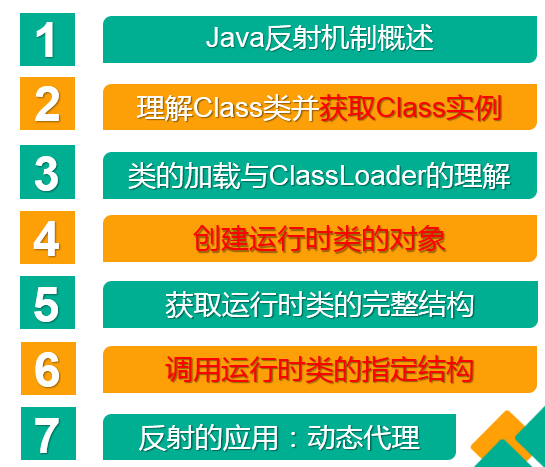 1 Java反射机制概述
2 理解Class类并获取Class实例
3 类的加载与ClassLoader的理解
4 创建运行时类的对象
5 获取运行时类的完整结构
6 调用运行时类的指定结构
7 反射的应：动态代理